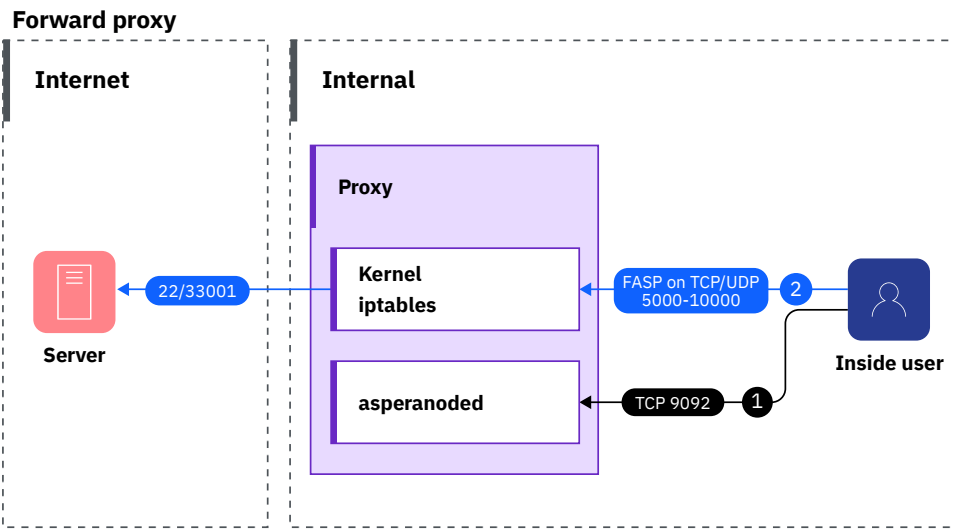 Forward proxy
Internet
Internal
Proxy
Kernel
iptables
22/33001
FASP on TCP/UDP
5000-10000
2
Server
Inside user
asperanoded
TCP 9092
1